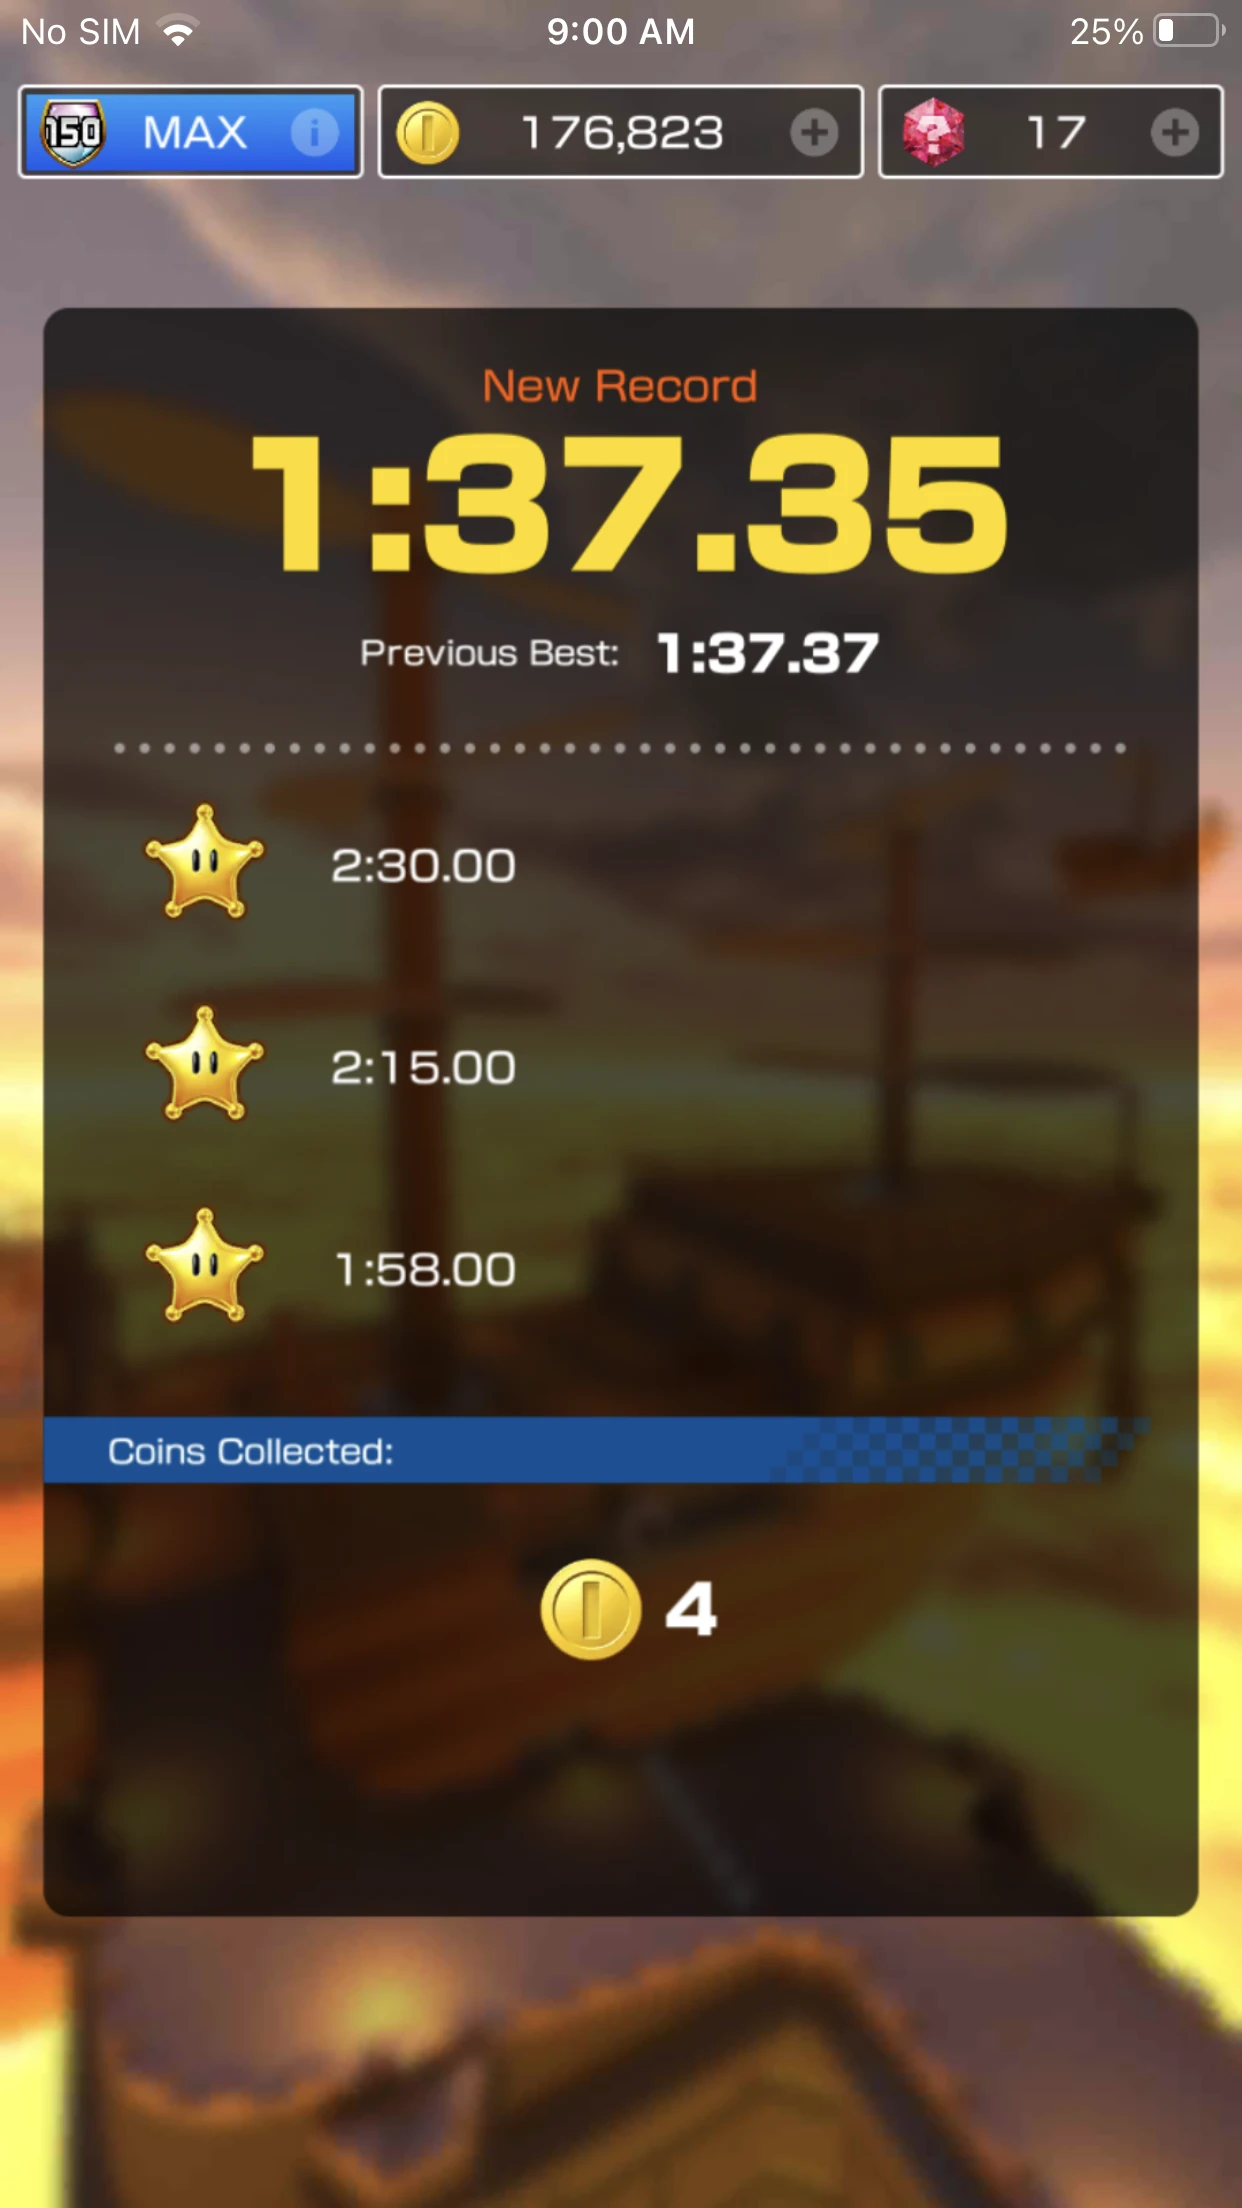 No SIM 9:00 AM 25%
150 MAX i 176,823 + ? 17 +
New Record
1:37.35
Previous Best: 1:37.37
2:30.00
2:15.00
1:58.00
Coins Collected:
4